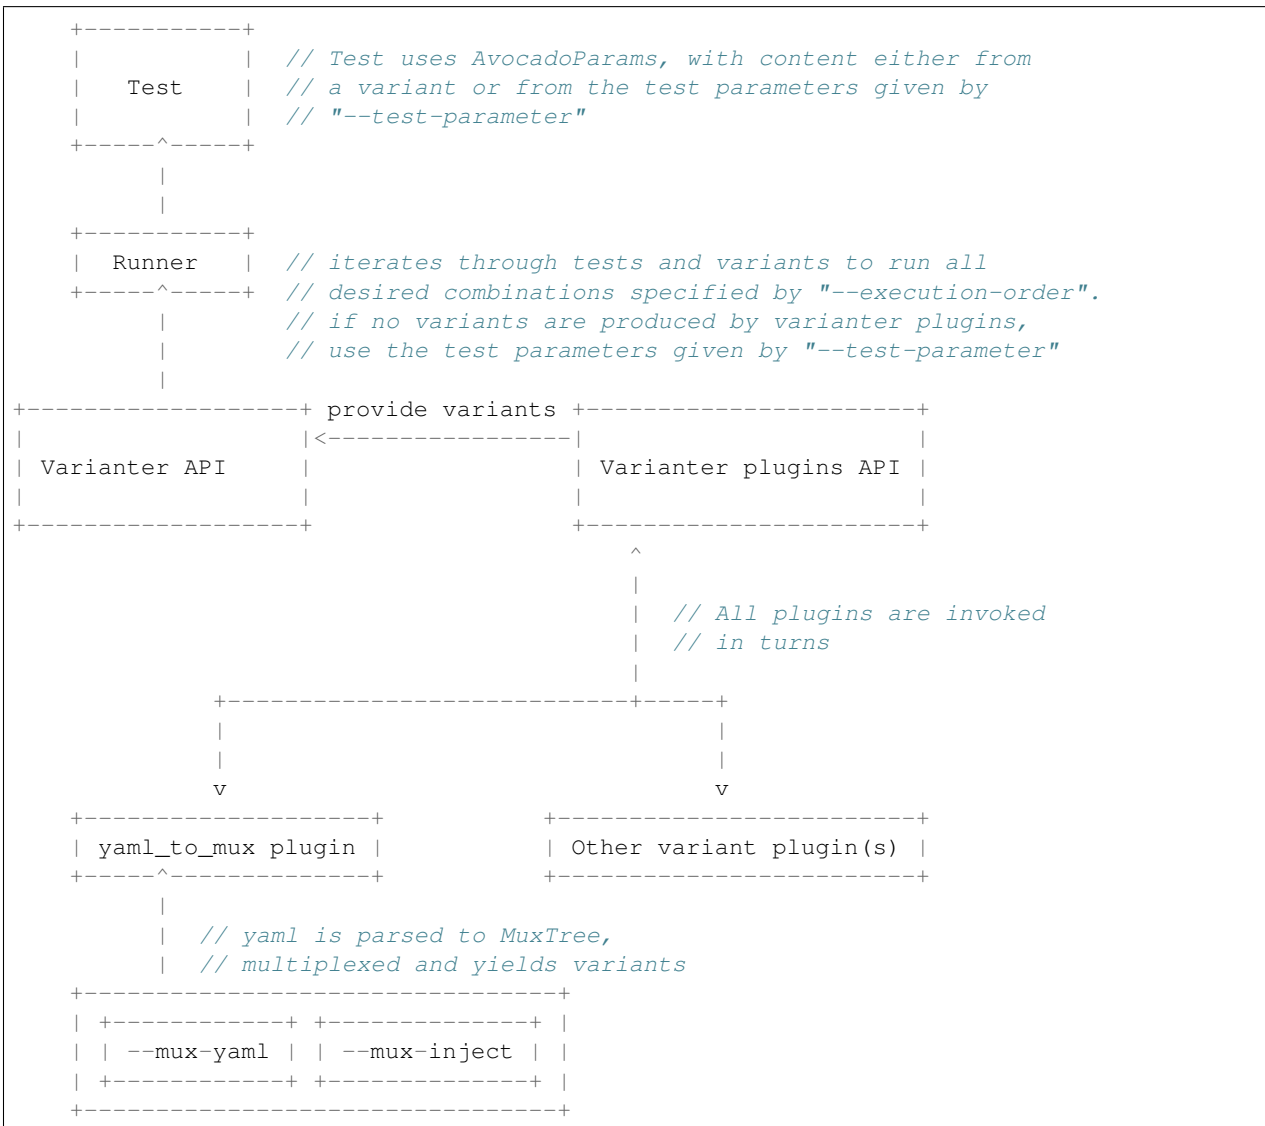 // Test uses AvocadoParams, with content either from
Test // a variant or from the test parameters given by
// "--test-parameter"
Runner // iterates through tests and variants to run all
// desired combinations specified by "--execution-order".
// if no variants are produced by varianter plugins,
// use the test parameters given by "--test-parameter"
provide variants
Varianter API Varianter plugins API
// All plugins are invoked
// in turns
v v
yaml_to_mux plugin Other variant plugin(s)
// yaml is parsed to MuxTree,
// multiplexed and yields variants
--mux-yaml --mux-inject